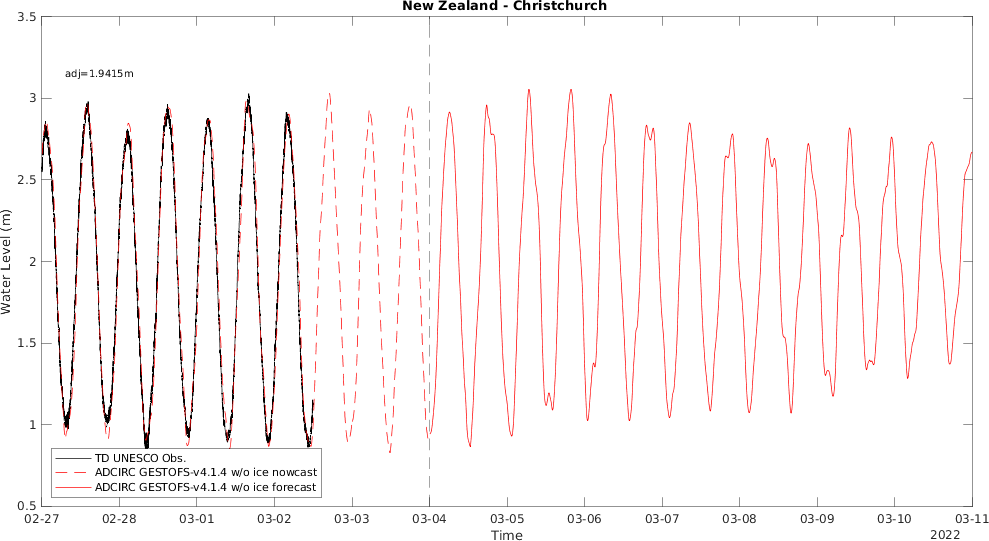 New Zealand - Christchurch
3.5
adj=1.9415m
3
2.5
2
1.5
1
0.5
Water Level (m)
TD UNESCO Obs.
ADCIRC GESTOFS-v4.1.4 w/o ice nowcast
ADCIRC GESTOFS-v4.1.4 w/o ice forecast
02-27 02-28 03-01 03-02 03-03 03-04 03-05 03-06 03-07 03-08 03-09 03-10 03-11
Time
2022